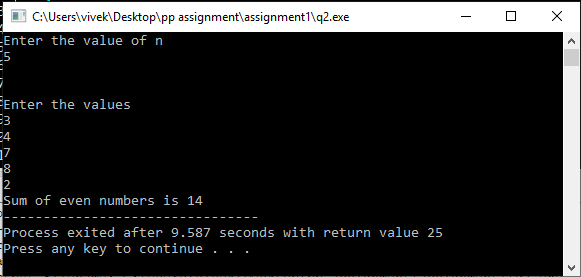 C:\Users\vivek\Desktop\pp assignment\assignment1\q2.exe
Enter the value of n
5
Enter the values
3
4
7
8
2
Sum of even numbers is 14
--------------------------------
Process exited after 9.587 seconds with return value 25
Press any key to continue . . .